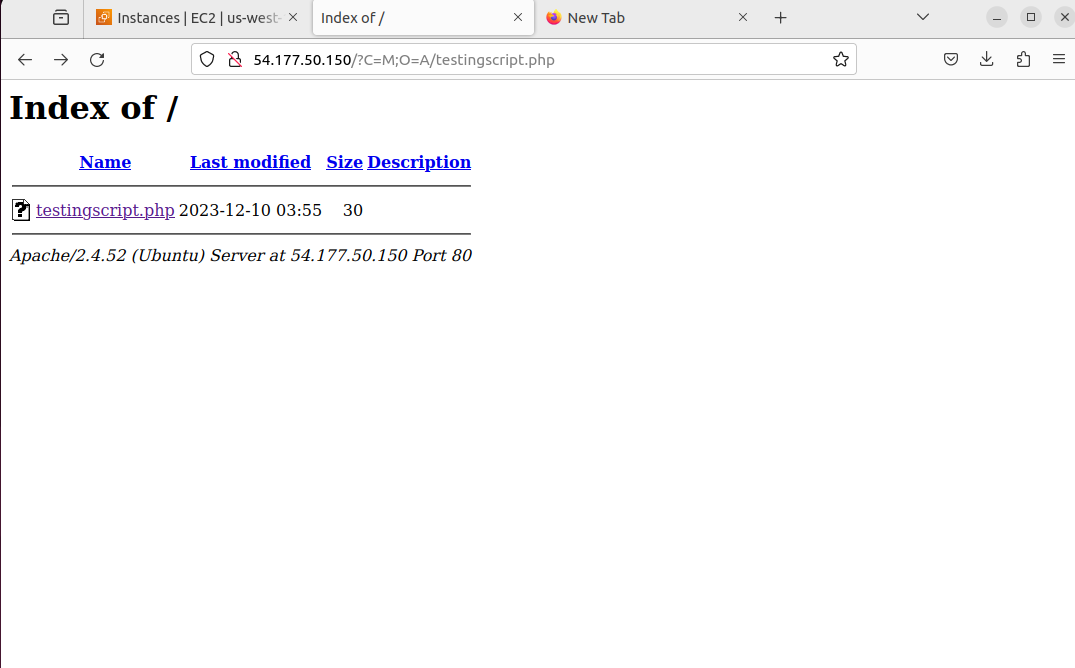 Instances | EC2 | us-west-
Index of /
New Tab
54.177.50.150/?C=M;O=A/testingscript.php
Index of /
Name Last modified Size Description
testingscript.php 2023-12-10 03:55 30
Apache/2.4.52 (Ubuntu) Server at 54.177.50.150 Port 80